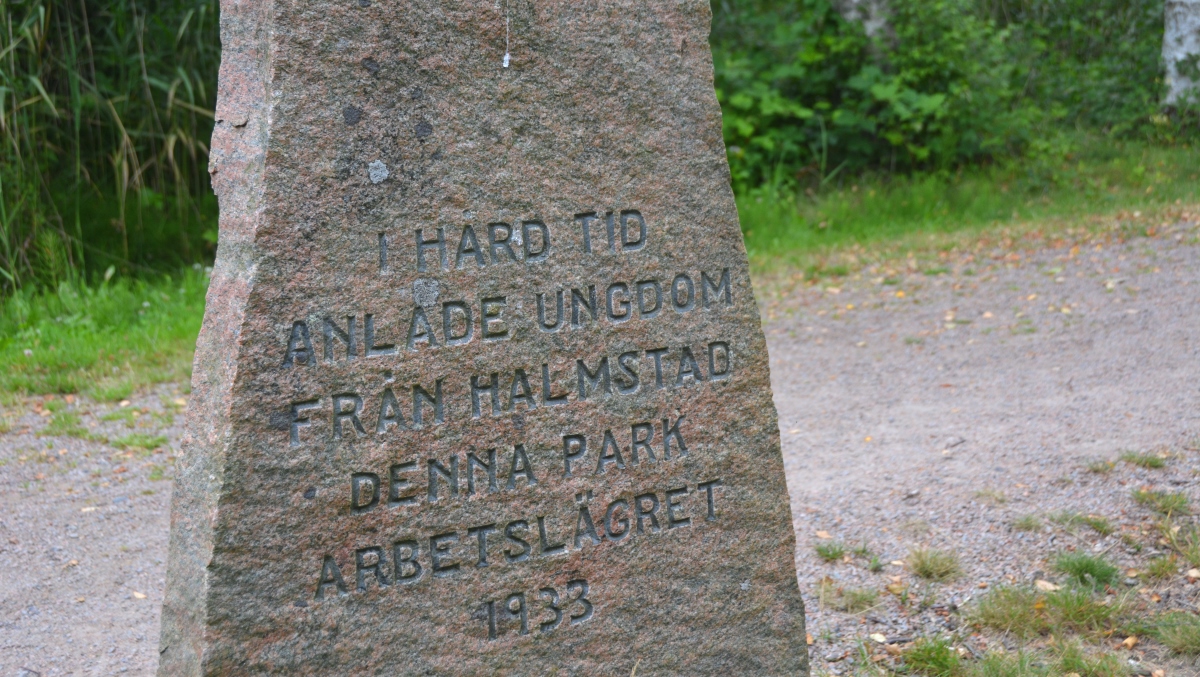 I HÅRD TID
ANLADE UNGDOM
FRÅN HALMSTAD
DENNA PARK
ARBETSLÄGRET
1933